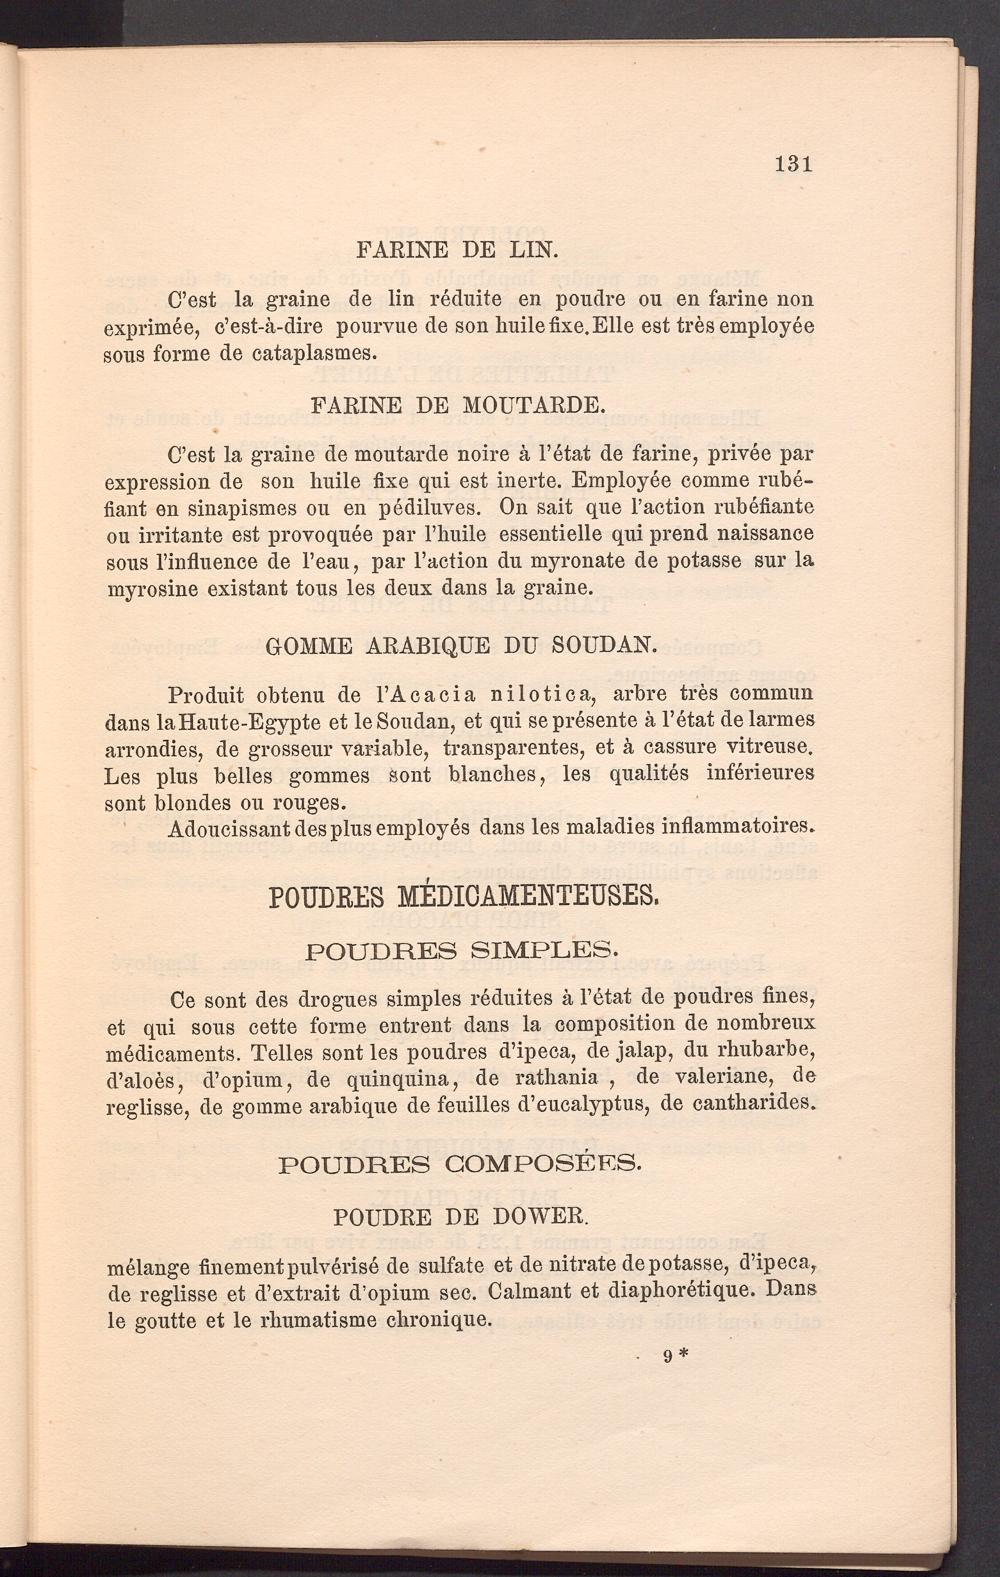 131
FARINE DE LIN.
C'est la graine de lin réduite en poudre ou en farine non
exprimée, c'est-à-dire pourvue de son huile fixe. Elle est très employée
sous forme de cataplasmes.
FARINE DE MOUTARDE.
C'est la graine de moutarde noire à l'état de farine, privée par
expression de son huile fixe qui est inerte. Employée comme rubé-
fiant en sinapismes ou en pédiluves. On sait que l'action rubéfiante
ou irritante est provoquée par l'huile essentielle qui prend naissance
sous l'influence de l'eau, par l'action du myronate de potasse sur la
myrosine existant tous les deux dans la graine.
GOMME ARABIQUE DU SOUDAN.
Produit obtenu de l'Acacia nilotica, arbre très commun
dans la Haute-Egypte et le Soudan, et qui se présente à l'état de larmes
arrondies, de grosseur variable, transparentes, et à cassure vitreuse.
Les plus belles gommes sont blanches, les qualités inférieures
sont blondes ou rouges.
Adoucissant des plus employés dans les maladies inflammatoires.
POUDRES MÉDICAMENTEUSES.
POUDRES SIMPLES.
Ce sont des drogues simples réduites à l'état de poudres fines,
et qui sous cette forme entrent dans la composition de nombreux
médicaments. Telles sont les poudres d'ipeca, de jalap, du rhubarbe,
d'aloès, d'opium, de quinquina, de rathania , de valeriane, de
reglisse, de gomme arabique de feuilles d'eucalyptus, de cantharides.
POUDRES COMPOSÉES.
POUDRE DE DOWER.
mélange finement pulvérisé de sulfate et de nitrate de potasse, d'ipeca,
de reglisse et d'extrait d'opium sec. Calmant et diaphorétique. Dans
le goutte et le rhumatisme chronique.
9 *